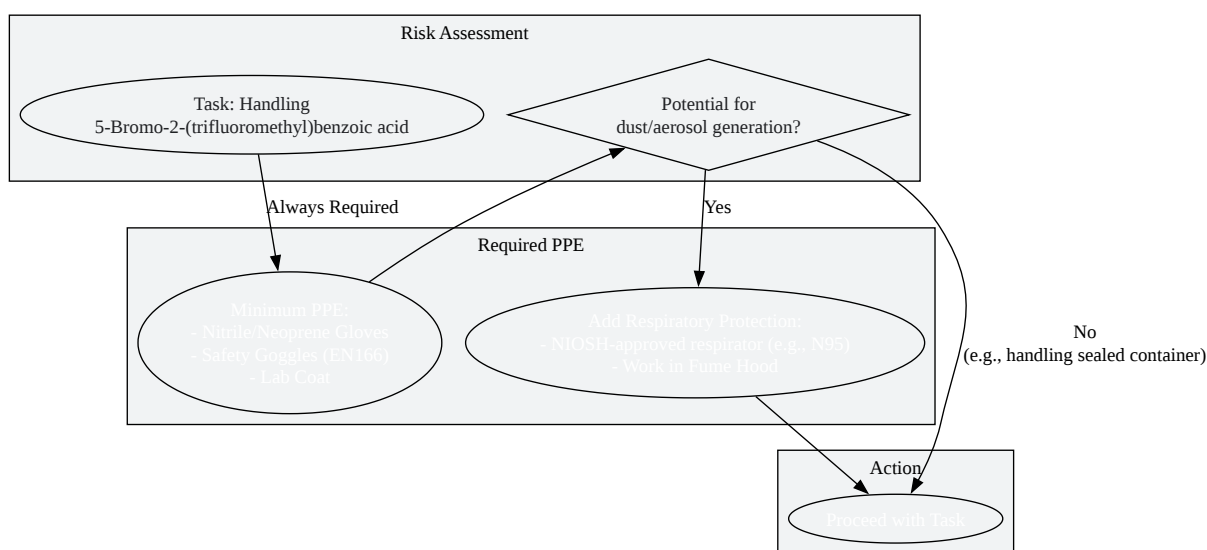 Risk Assessment
Task: Handling
5-Bromo-2-(trifluoromethyl)benzoic acid
Potential for
dust/aerosol generation?
Always Required
Yes
Required PPE
Minimum PPE:
- Nitrile/Neoprene Gloves
- Safety Goggles (EN166)
- Lab Coat
Add Respiratory Protection:
- NIOSH-approved respirator (e.g., N95)
- Work in Fume Hood
No
(e.g., handling sealed container)
Action
Proceed with Task